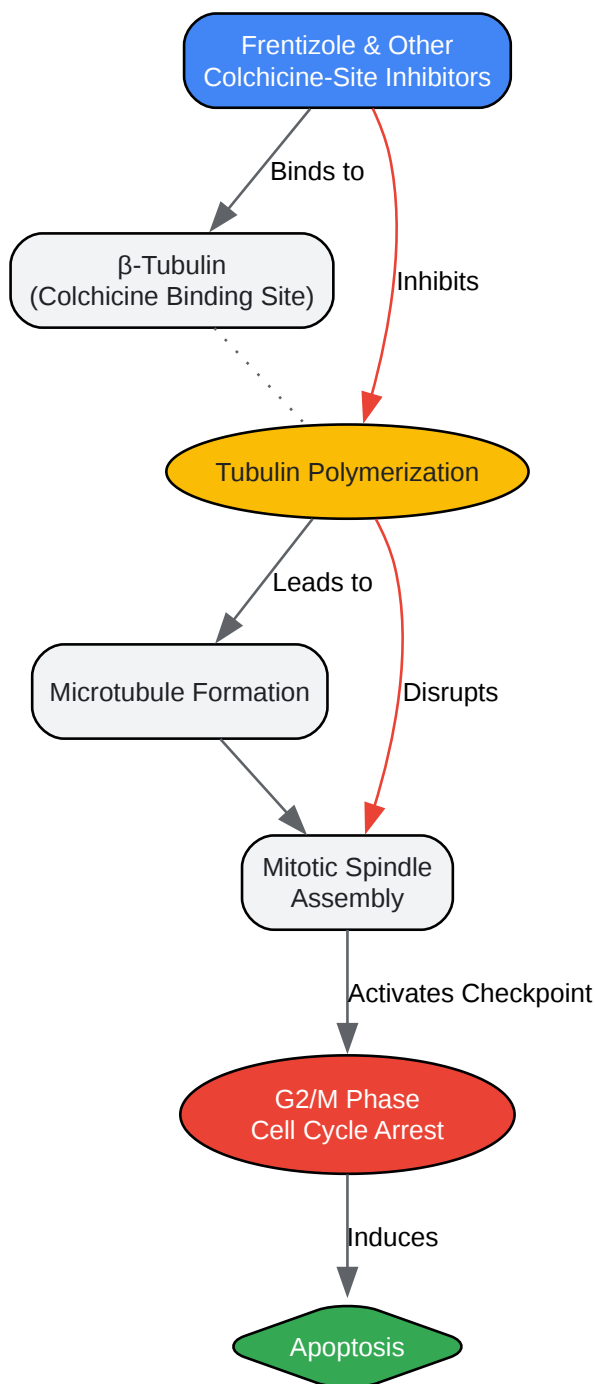 Frentizole & Other
Colchicine-Site Inhibitors
Binds to
β-Tubulin
(Colchicine Binding Site)
Inhibits
Tubulin Polymerization
Leads to
Microtubule Formation
Disrupts
Mitotic Spindle
Assembly
Activates Checkpoint
G2/M Phase
Cell Cycle Arrest
Induces
Apoptosis